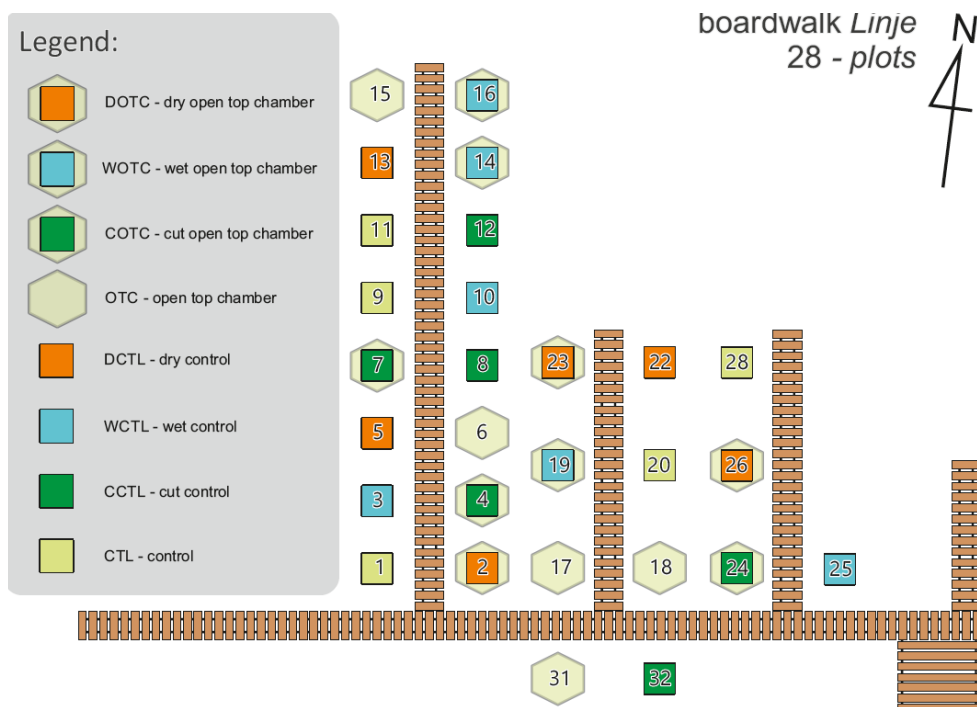 Legend:
DOTC - dry open top chamber
WOTC - wet open top chamber
COTC - cut open top chamber
OTC - open top chamber
DCTL - dry control
WCTL - wet control
CCTL - cut control
CTL - control
boardwalk Linje
28 - plots
N
15
16
13
14
11
12
9
10
7
8
23
22
28
5
6
19
20
26
3
4
1
2
17
18
24
25
31
32